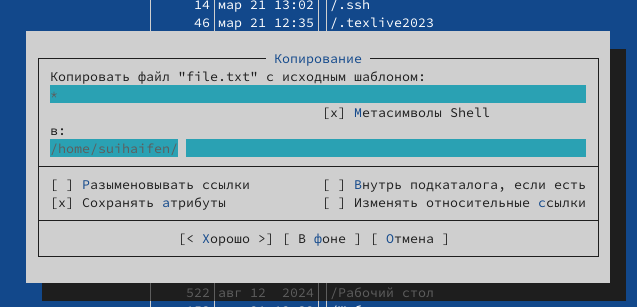 14 мар 21 13:02 /.ssh
46 мар 21 12:35 /.texlive2023
Копирование
Копировать файл "file.txt" с исходным шаблоном:
*
[x] Метасимволы Shell
в:
/home/suihaifen/
[ ] Разыменовывать ссылки [ ] Внутрь подкаталога, если есть
[x] Сохранять атрибуты [ ] Изменять относительные ссылки
[< Хорошо >] [ В фоне ] [ Отмена ]
522 авг 12 2024 /Рабочий стол